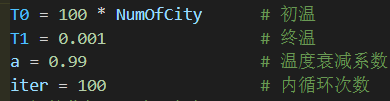 T0 = 100 * NumOfCity # 初温
T1 = 0.001 # 终温
a = 0.99 # 温度衰减系数
iter = 100 # 内循环次数